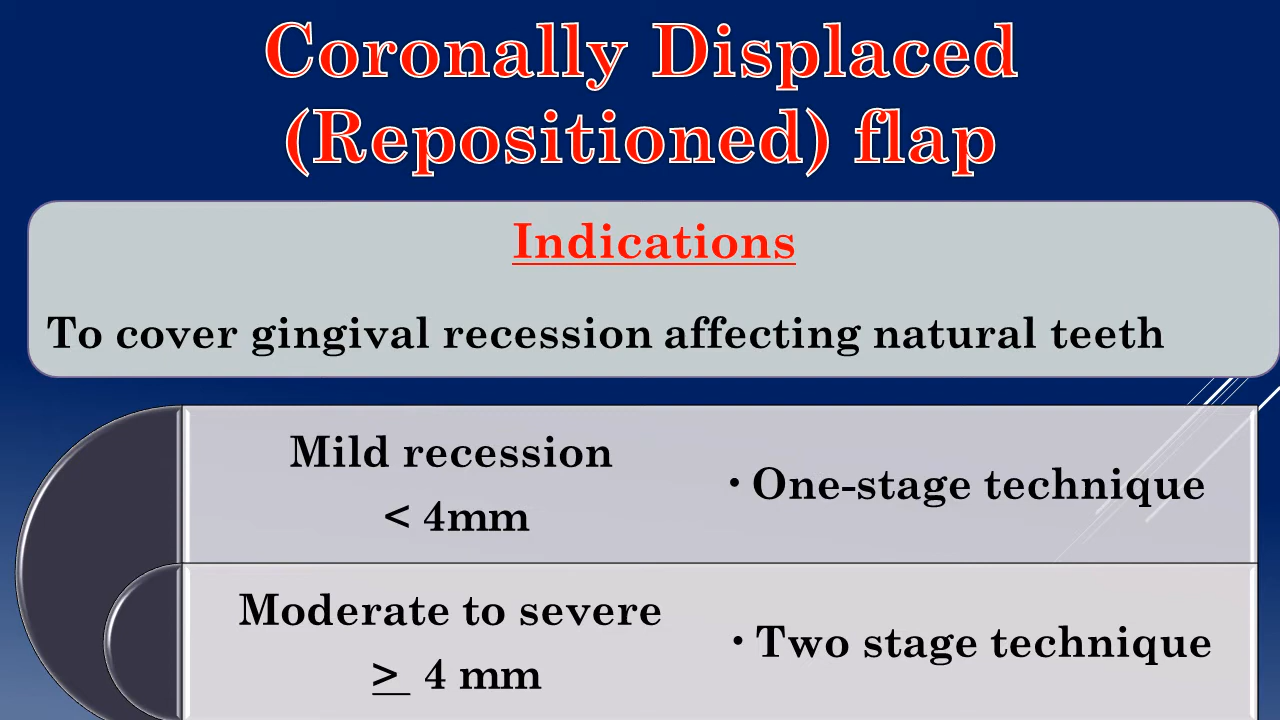 Coronally Displaced
(Repositioned) flap
Indications
To cover gingival recession affecting natural teeth
Mild recession
< 4mm
• One-stage technique
Moderate to severe
≥ 4 mm
• Two stage technique